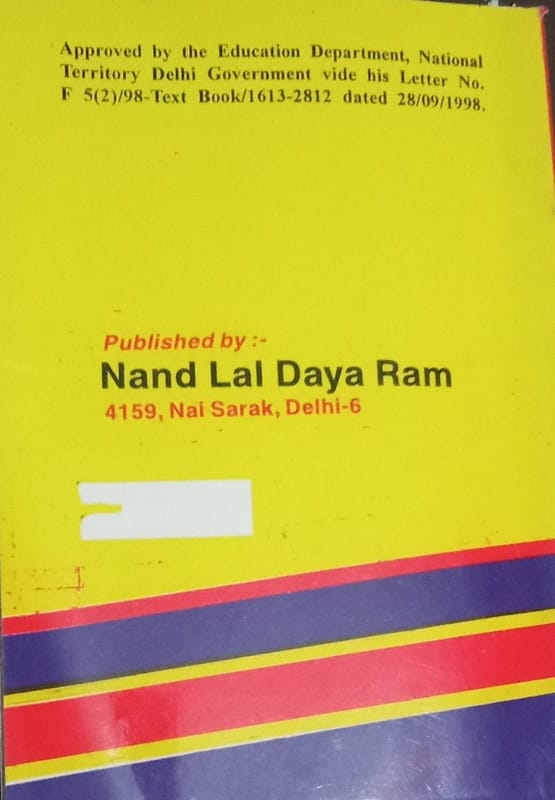 Approved by the Education Department, National
Territory Delhi Government vide his Letter No.
F 5(2)/98-Text Book/1613-2812 dated 28/09/1998.
Published by :-
Nand Lal Daya Ram
4159, Nai Sarak, Delhi-6